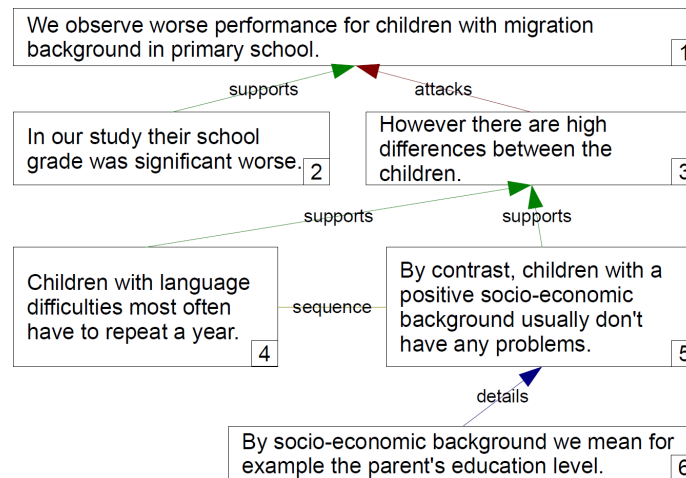 We observe worse performance for children with migration
background in primary school.
1
supports
attacks
In our study their school
grade was significant worse.
2
However there are high
differences between the
children.
3
supports
supports
Children with language
difficulties most often
have to repeat a year.
4
sequence
By contrast, children with a
positive socio-economic
background usually don't
have any problems.
5
details
By socio-economic background we mean for
example the parent's education level.
6